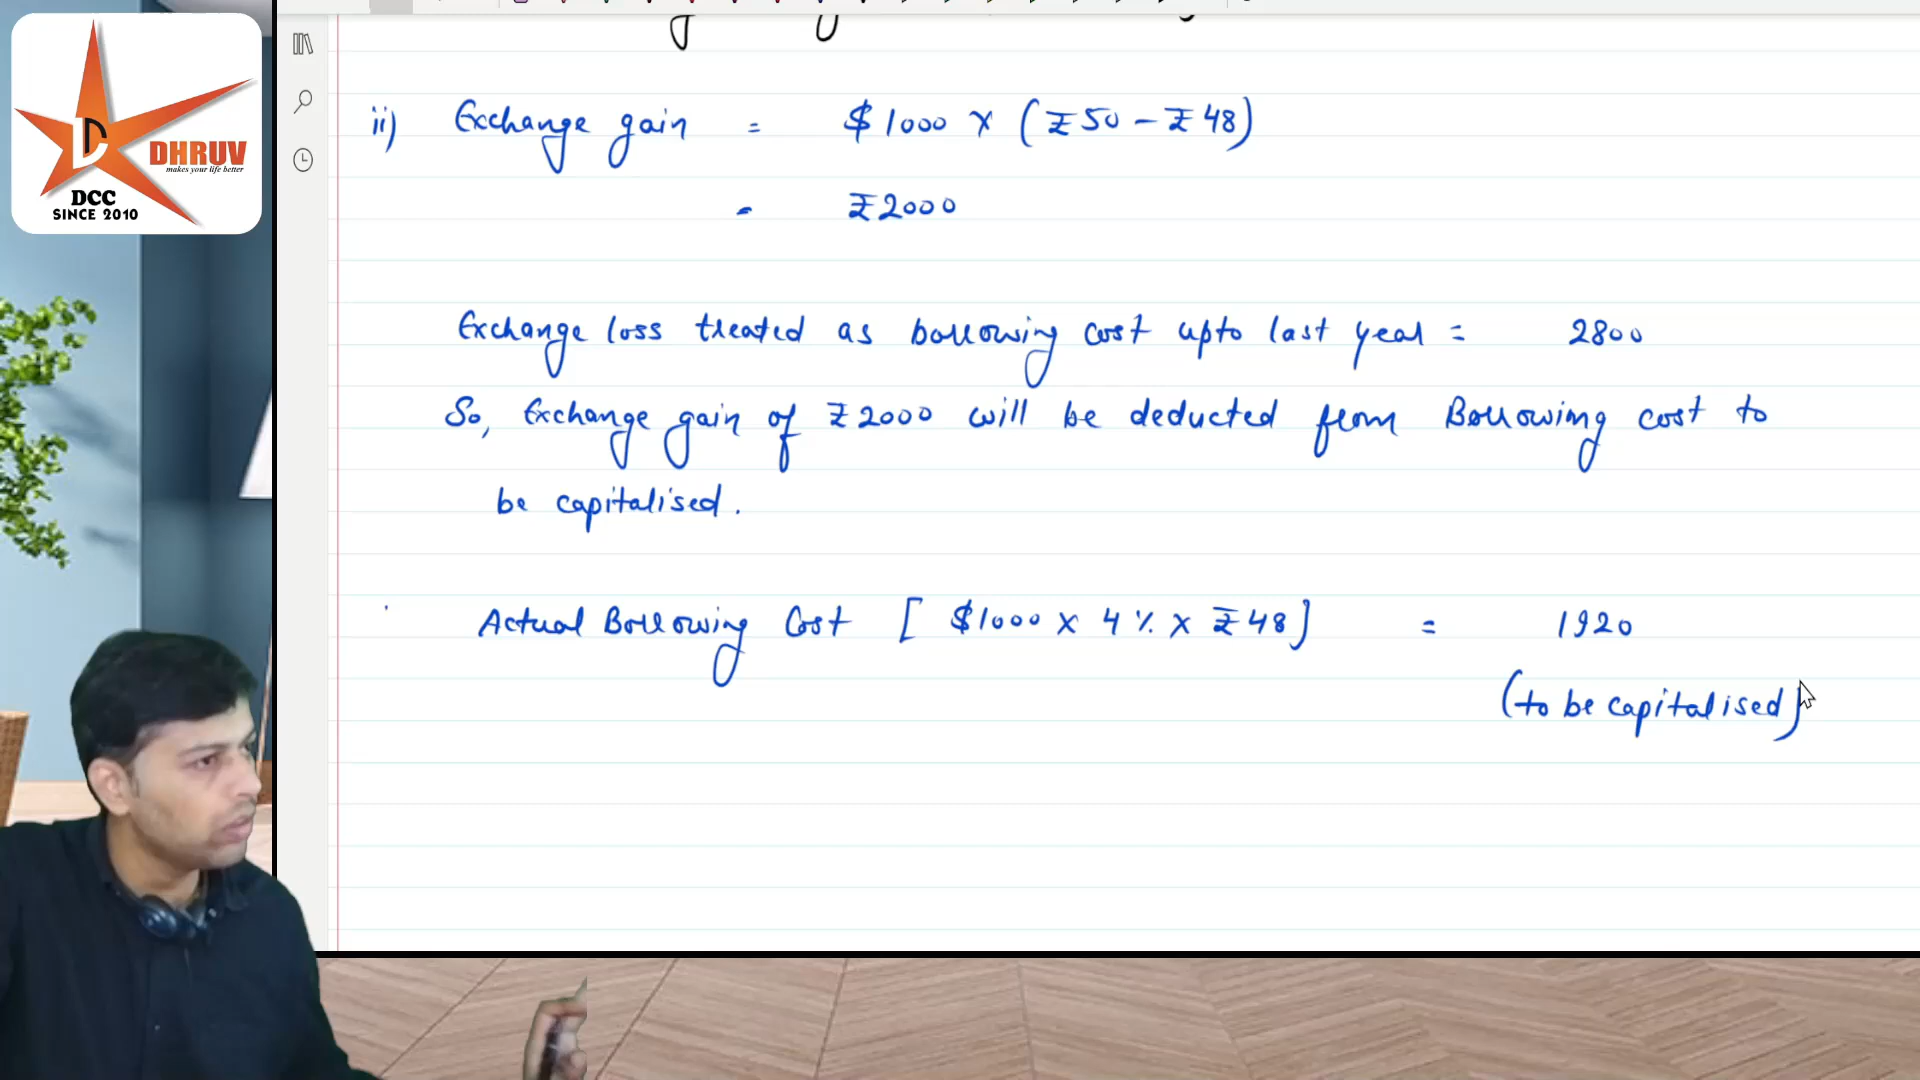 DHRUV
makes your life better
DCC
SINCE 2010
ii) Exchange gain = $1000 × (₹50 – ₹48)
= ₹2000
Exchange loss treated as borrowing cost upto last year = 2800
So, Exchange gain of ₹2000 will be deducted from Borrowing cost to
be capitalised.
Actual Borrowing Cost [ $1000 × 4% × ₹48] = 1920
(to be capitalised)